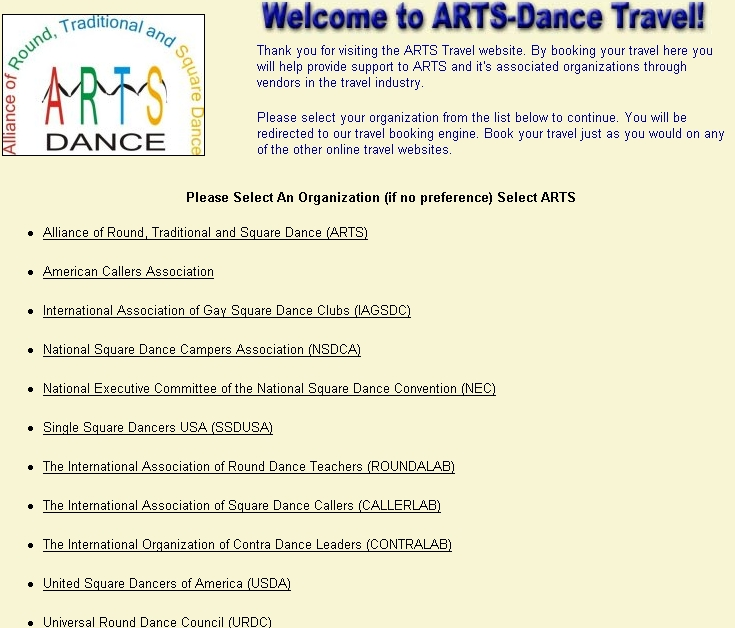 Welcome to ARTS-Dance Travel!
Alliance of Round, Traditional and Square Dance
ARTS
DANCE
Thank you for visiting the ARTS Travel website. By booking your travel here you
will help provide support to ARTS and it's associated organizations through
vendors in the travel industry.
Please select your organization from the list below to continue. You will be
redirected to our travel booking engine. Book your travel just as you would on any
of the other online travel websites.
Please Select An Organization (if no preference) Select ARTS
Alliance of Round, Traditional and Square Dance (ARTS)
American Callers Association
International Association of Gay Square Dance Clubs (IAGSDC)
National Square Dance Campers Association (NSDCA)
National Executive Committee of the National Square Dance Convention (NEC)
Single Square Dancers USA (SSDUSA)
The International Association of Round Dance Teachers (ROUNDALAB)
The International Association of Square Dance Callers (CALLERLAB)
The International Organization of Contra Dance Leaders (CONTRALAB)
United Square Dancers of America (USDA)
Universal Round Dance Council (URDC)